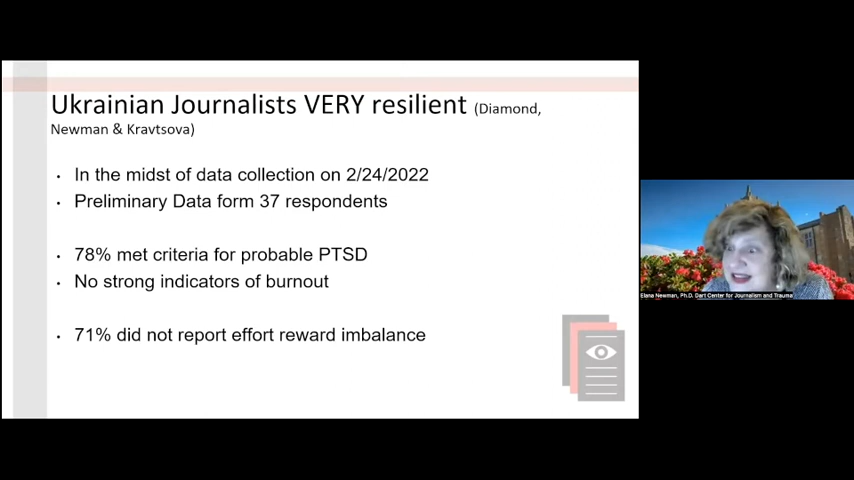 Ukrainian Journalists VERY resilient (Diamond,
Newman & Kravtsova)
• In the midst of data collection on 2/24/2022
• Preliminary Data form 37 respondents
• 78% met criteria for probable PTSD
• No strong indicators of burnout
• 71% did not report effort reward imbalance
Elana Newman, Ph.D. Dart Center for Journalism and Trauma